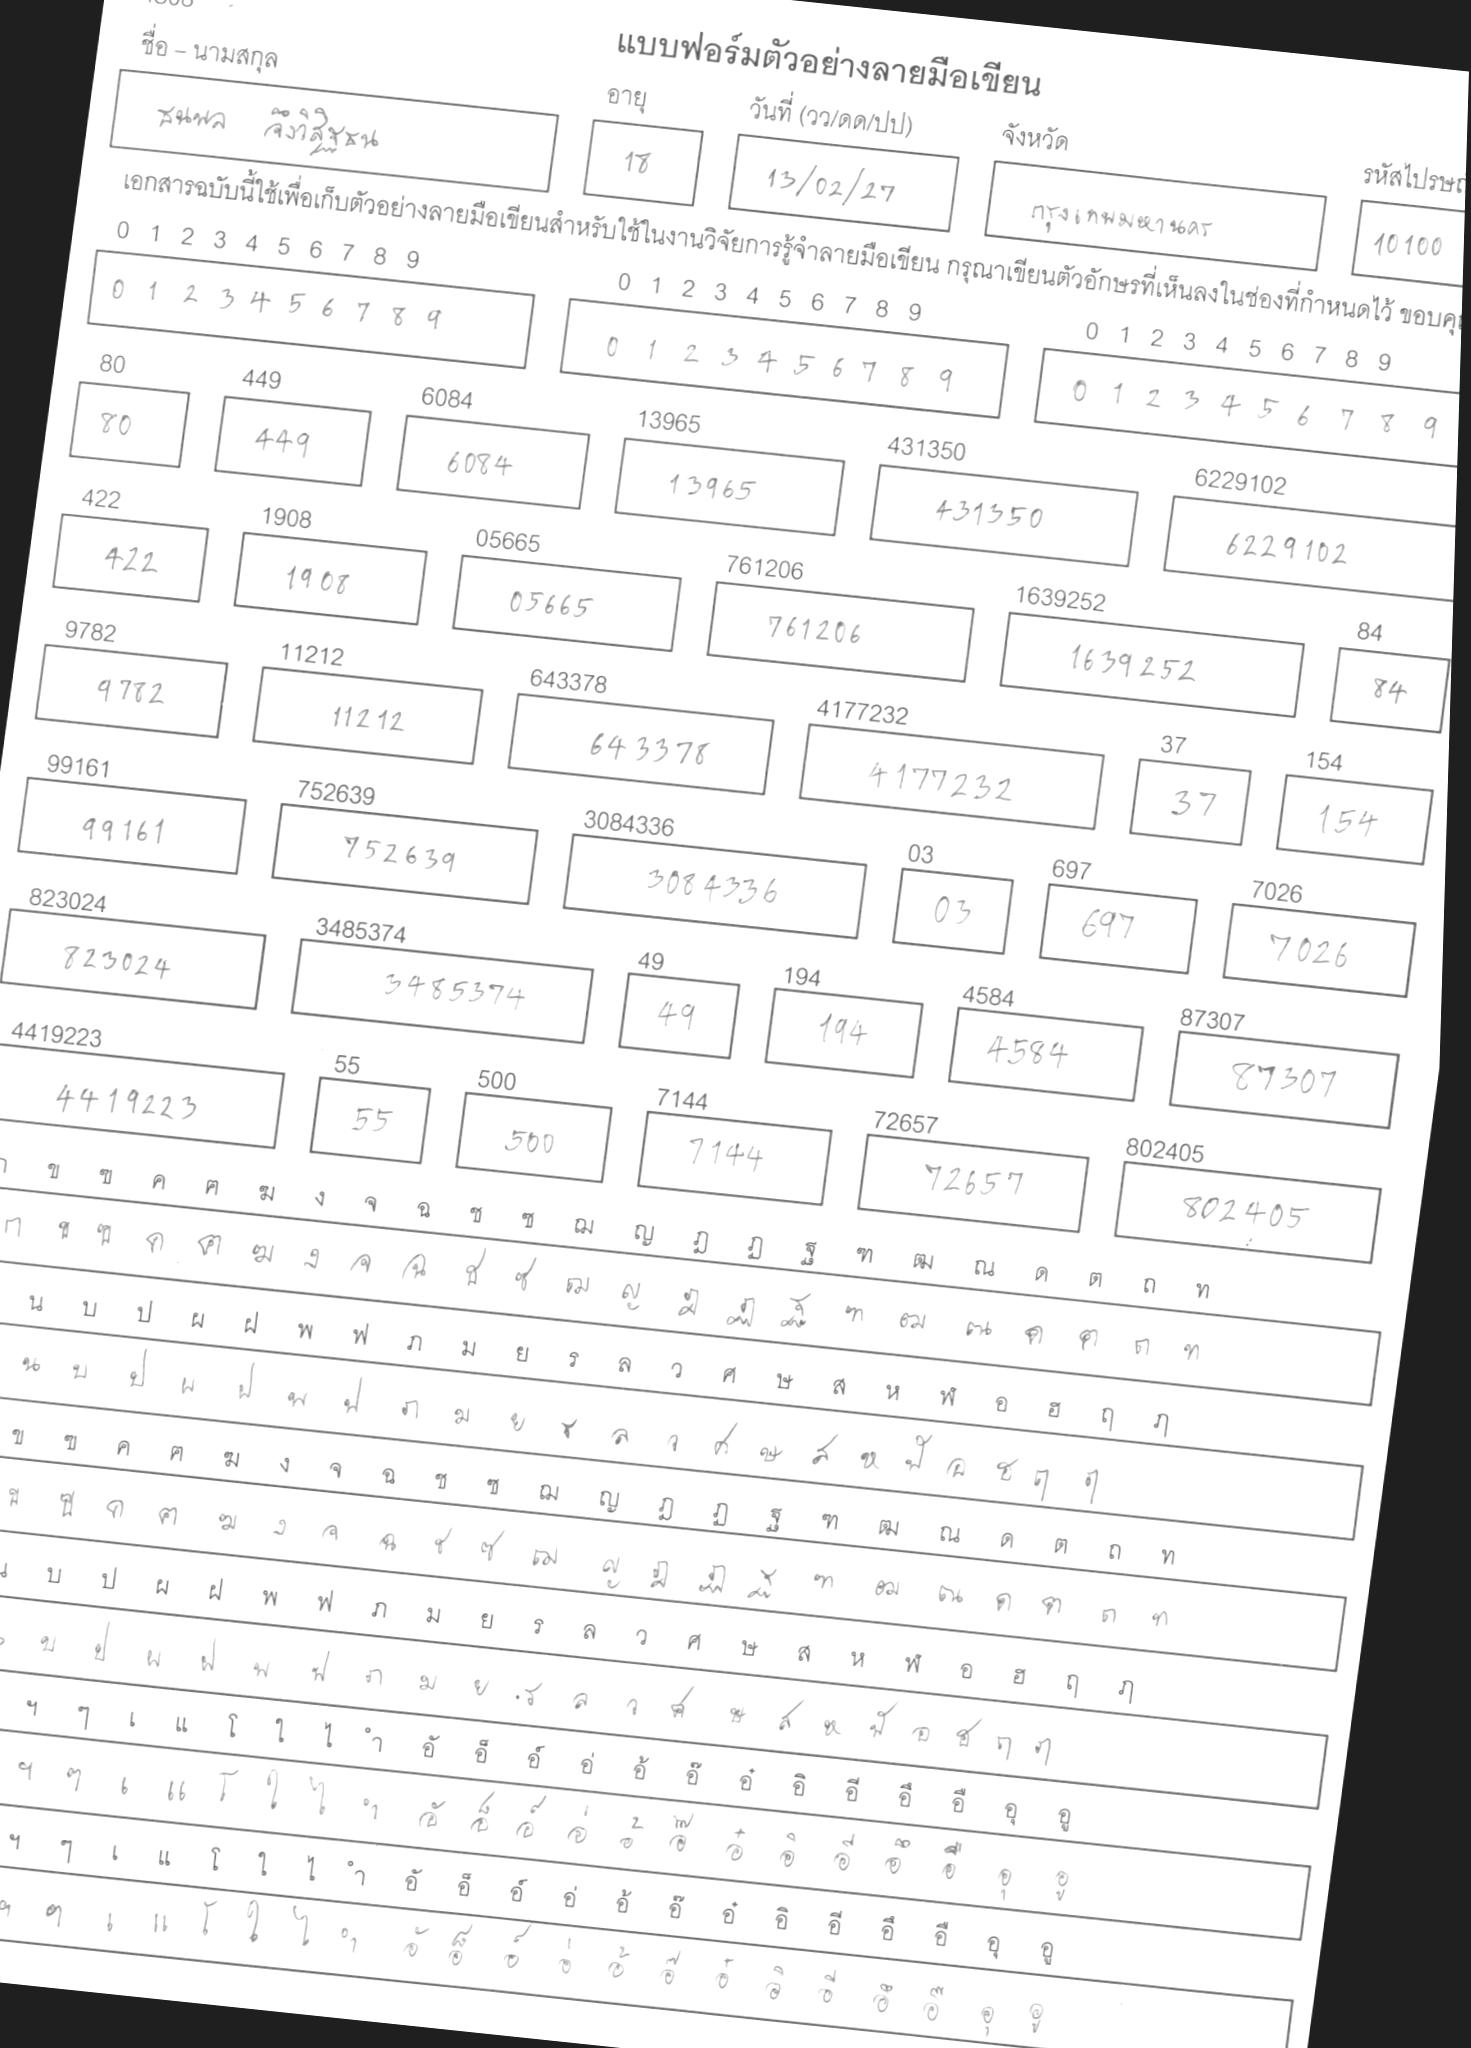 แบบฟอร์มตัวอย่างลายมือเขียน
ชื่อ – นามสกุล อายุ วันที่ (วว/ดด/ปป) จังหวัด
ธนพล จึงวิสิฐธน 18 13/02/27 กรุงเทพมหานคร 10100
เอกสารฉบับนี้ใช้เพื่อเก็บตัวอย่างลายมือเขียนสำหรับใช้ในงานวิจัยการรู้จำลายมือเขียน กรุณาเขียนตัวอักษรที่เห็นลงในช่องที่กำหนดไว้
0 1 2 3 4 5 6 7 8 9 0 1 2 3 4 5 6 7 8 9 0 1 2 3 4 5 6 7 8 9
0 1 2 3 4 5 6 7 8 9 0 1 2 3 4 5 6 7 8 9 0 1 2 3 4 5 6 7 8 9
80 449 6084 13965 431350 6229102
80 449 6084 13965 431350 6229102
422 1908 05665 761206 1639252 84
422 1908 05665 761206 1639252 84
9782 11212 643378 4177232 37 154
9782 11212 643378 4177232 37 154
99161 752639 3084336 03 697 7026
99161 752639 3084336 03 697 7026
823024 3485374 49 194 4584 87307
823024 3485374 49 194 4584 87307
4419223 55 500 7144 72657 802405
4419223 55 500 7144 72657 802405
ข ฃ ค ฅ ฆ ง จ ฉ ช ซ ฌ ญ ฎ ฏ ฐ ฑ ฒ ณ ด ต ถ ท
ก ข ฃ ค ฅ ฆ ง จ ฉ ช ซ ฌ ญ ฎ ฏ ฐ ฑ ฒ ณ ด ต ถ ท
น บ ป ผ ฝ พ ฟ ภ ม ย ร ล ว ศ ษ ส ห ฬ อ ฮ ฤ ฦ
น บ ป ผ ฝ พ ฟ ภ ม ย ร ล ว ศ ษ ส ห ฬ อ ฮ ฤ ฦ
ข ฃ ค ฅ ฆ ง จ ฉ ช ซ ฌ ญ ฎ ฏ ฐ ฑ ฒ ณ ด ต ถ ท
ข ฃ ค ฅ ฆ ง จ ฉ ช ซ ฌ ญ ฎ ฏ ฐ ฑ ฒ ณ ด ต ถ ท
บ ป ผ ฝ พ ฟ ภ ม ย ร ล ว ศ ษ ส ห ฬ อ ฮ ฤ ฦ
บ ป ผ ฝ พ ฟ ภ ม ย ร ล ว ศ ษ ส ห ฬ อ ฮ ฤ ฦ
ฯ ๆ เ แ โ ใ ไ ำ อั อ็ อ์ อ่ อ้ อ๊ อ๋ อิ อี อึ อื อุ อู
ฯ ๆ เ แ โ ใ ไ ำ อั อ็ อ์ อ่ อ้ อ๊ อ๋ อิ อี อึ อื อุ อู
ฯ ๆ เ แ โ ใ ไ ำ อั อ็ อ์ อ่ อ้ อ๊ อ๋ อิ อี อึ อื อุ อู
ฯ ๆ เ แ โ ใ ไ ำ อั อ็ อ์ อ่ อ้ อ๊ อ๋ อิ อี อึ อื อุ อู